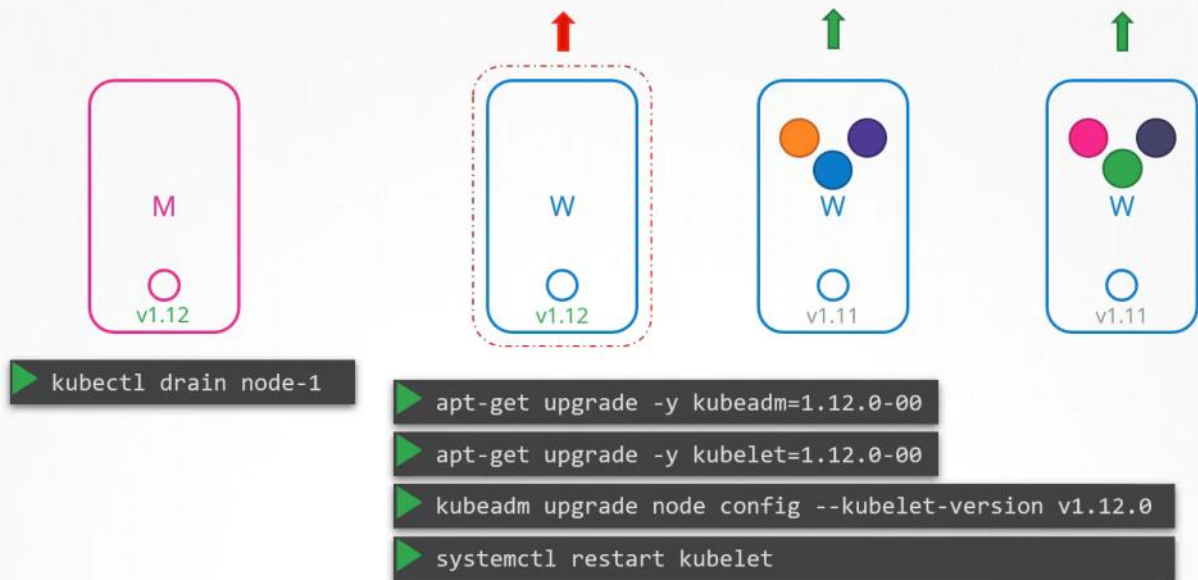 M
W
W
W
v1.12
v1.12
v1.11
v1.11
kubectl drain node-1
apt-get upgrade -y kubeadm=1.12.0-00
apt-get upgrade -y kubelet=1.12.0-00
kubeadm upgrade node config --kubelet-version v1.12.0
systemctl restart kubelet